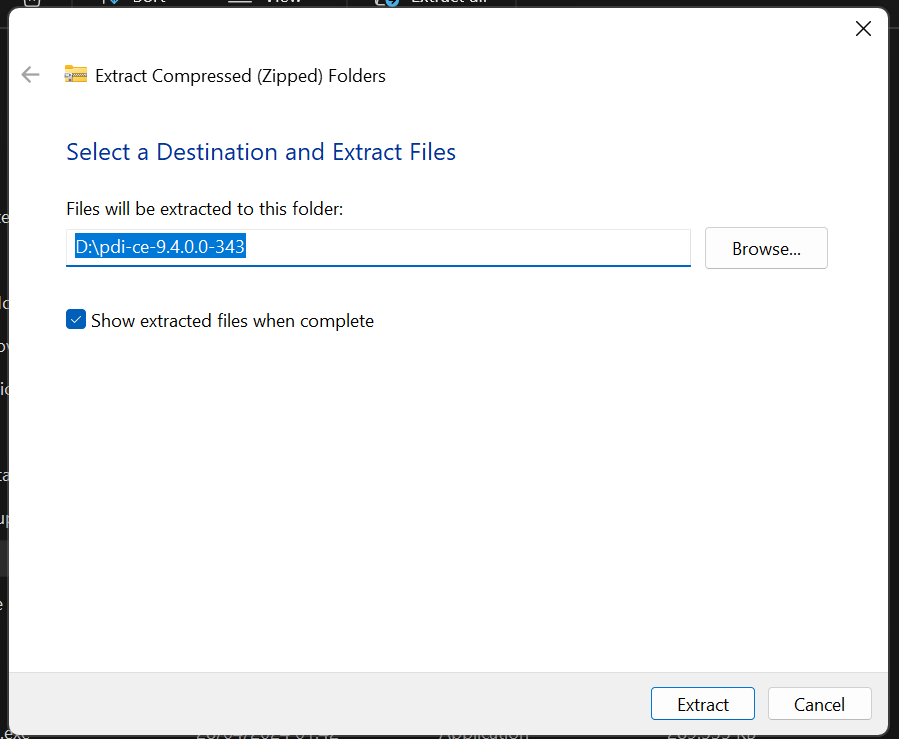 Extract Compressed (Zipped) Folders
Select a Destination and Extract Files
Files will be extracted to this folder:
D:\pdi-ce-9.4.0.0-343
Browse...
Show extracted files when complete
Extract
Cancel